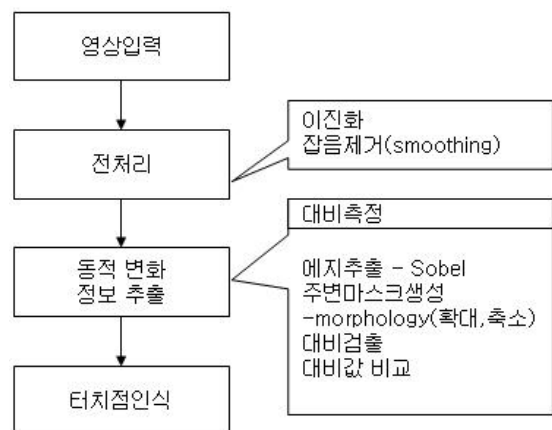 영상입력
전처리
이진화
잡음제거(smoothing)
동적 변화
정보 추출
대비측정
에지추출 - Sobel
주변마스크생성
-morphology(확대,축소)
대비검출
대비값 비교
터치점인식